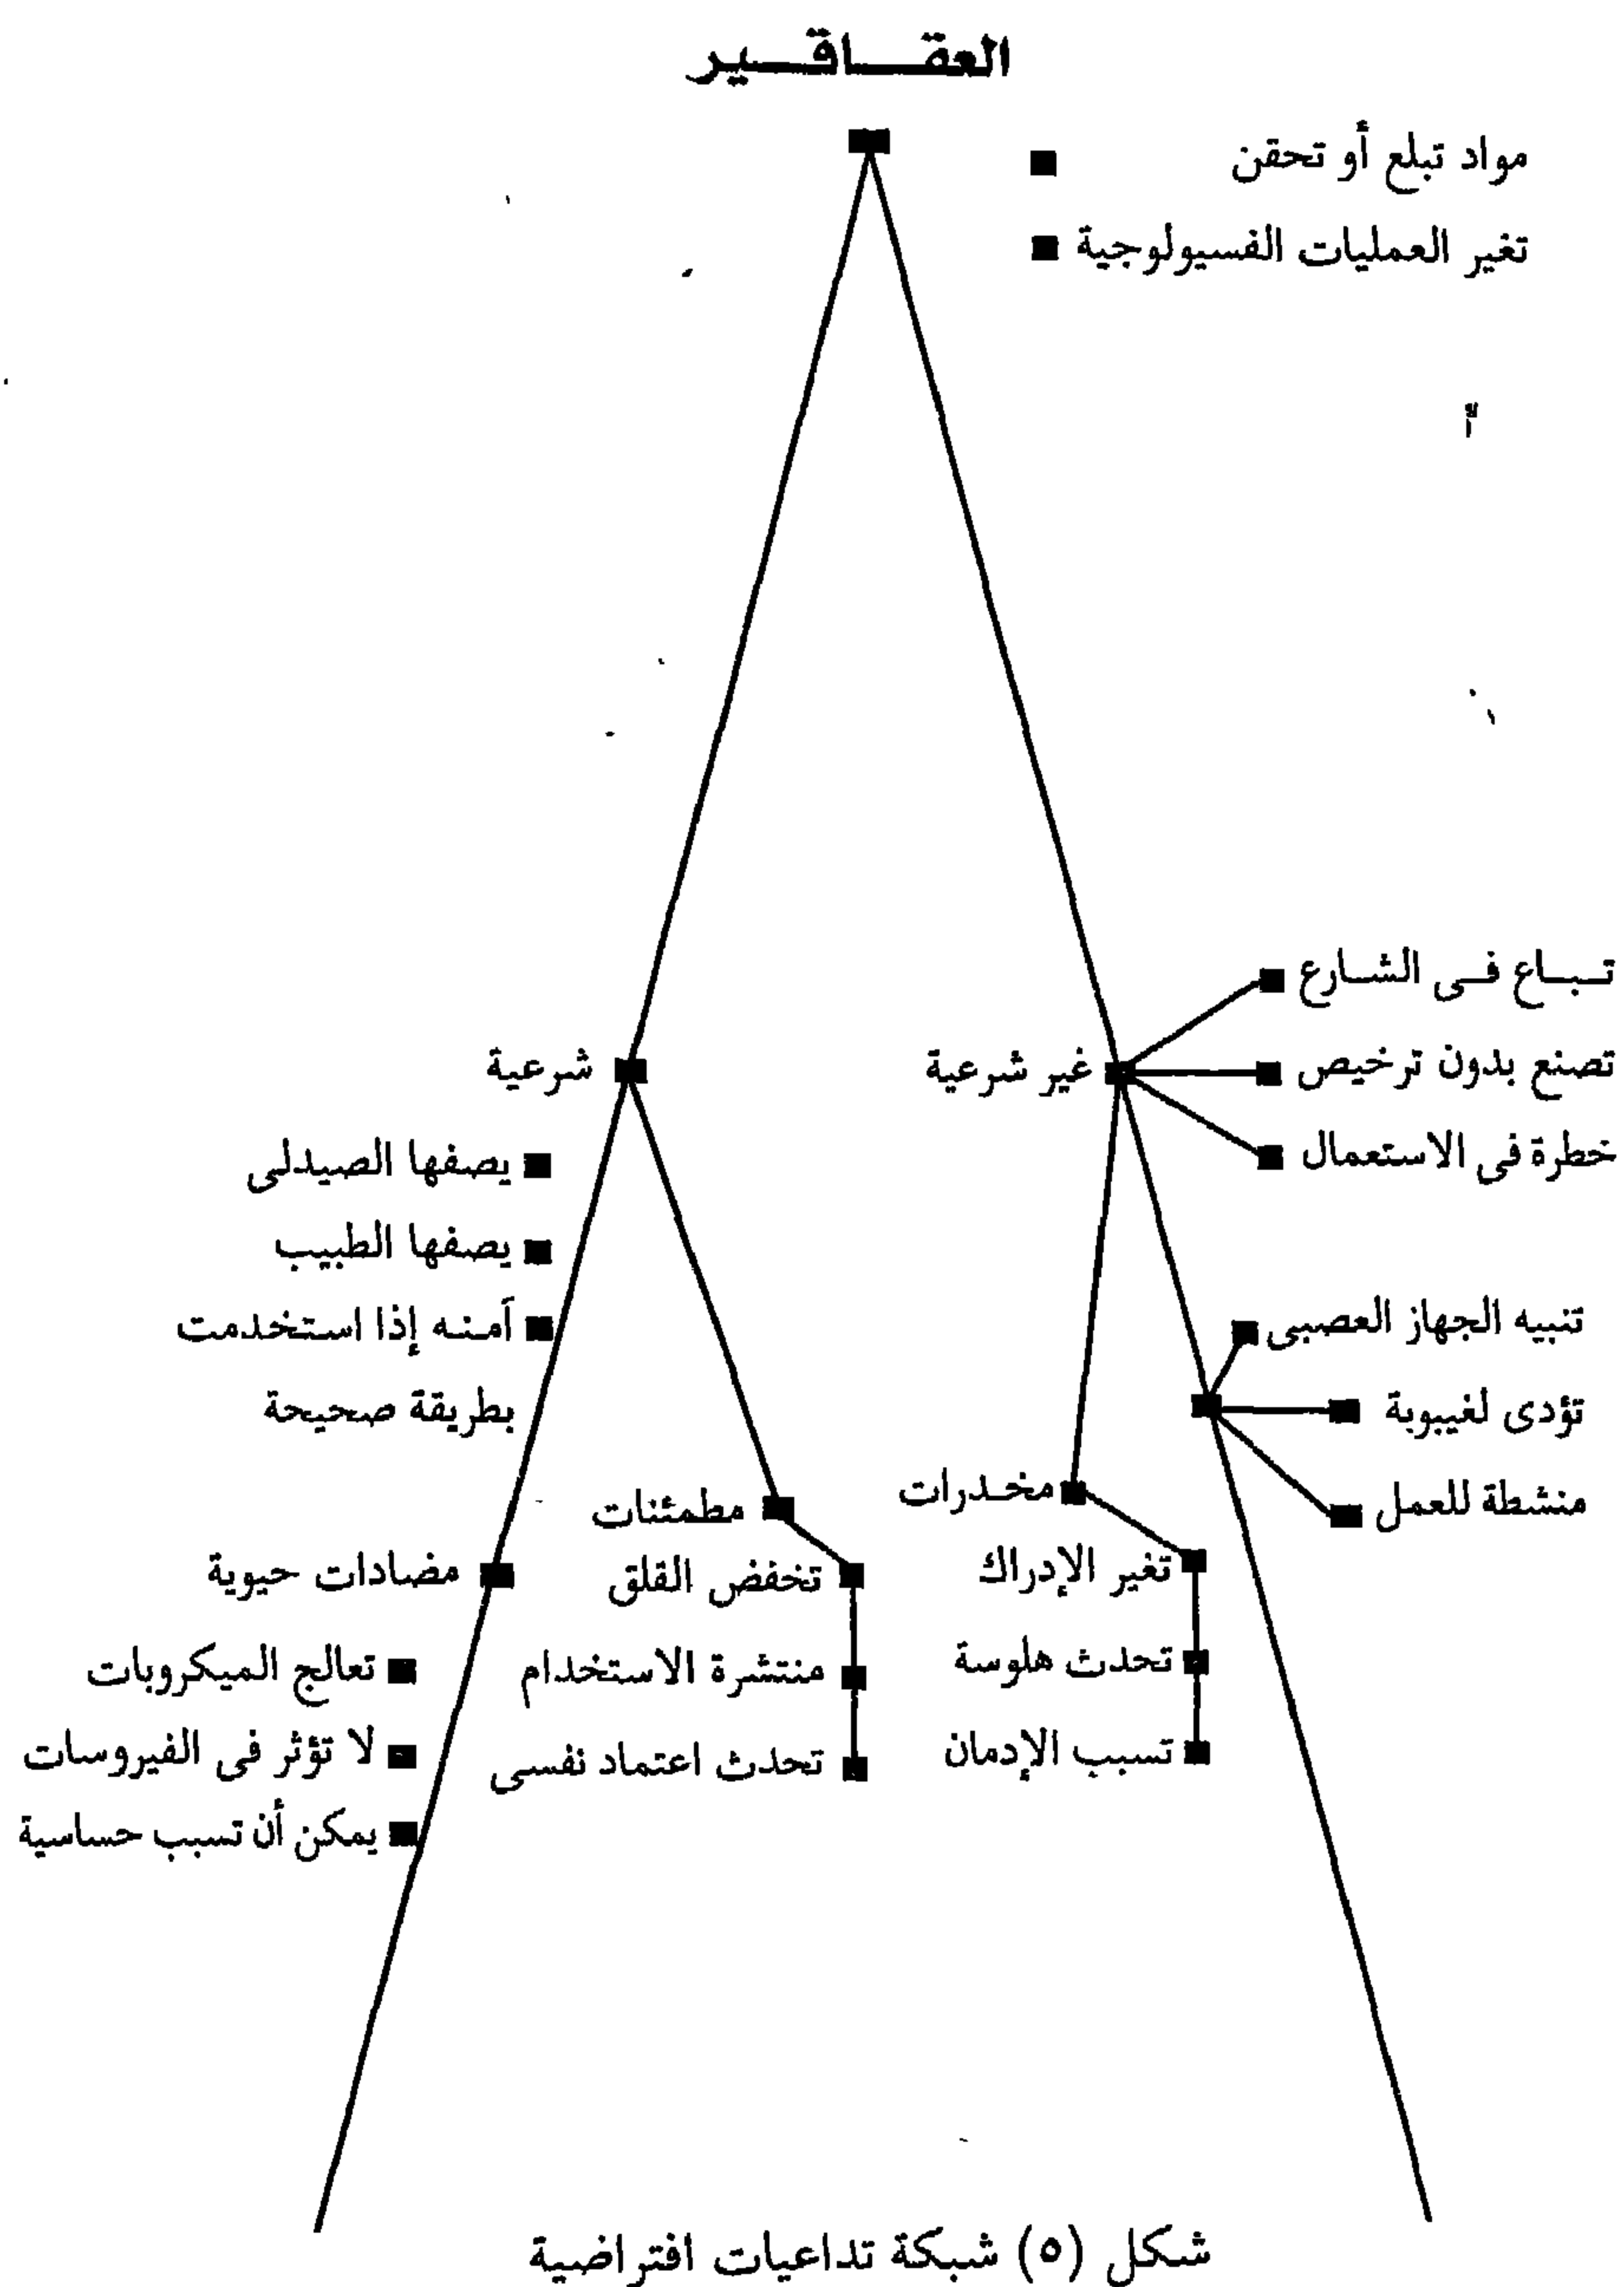 العقاقير
مواد تبلع أو تحقن
تغير العمليات الفسيولوجية
تباع فى الشارع
تصنع بدون ترخيص
خطرة فى الاستعمال
غير شرعية
شرعية
يصفها الصيدلى
يصفها الطبيب
آمنه إذا استخدمت
بطريقة صحيحة
تنبيه الجهاز العصبى
تؤدى لغيبوبة
منشطة للعمل
مخدرات
تغير الإدراك
تحدث هلوسة
تسبب الإدمان
مطمئنات
تخفض القلق
منتشرة الاستخدام
تحدث اعتماد نفسى
مضادات حيوية
تعالج الميكروبات
لا تؤثر فى الفيروسات
يمكن أن تسبب حساسية
شكل (٥) شبكة تداعيات افتراضية